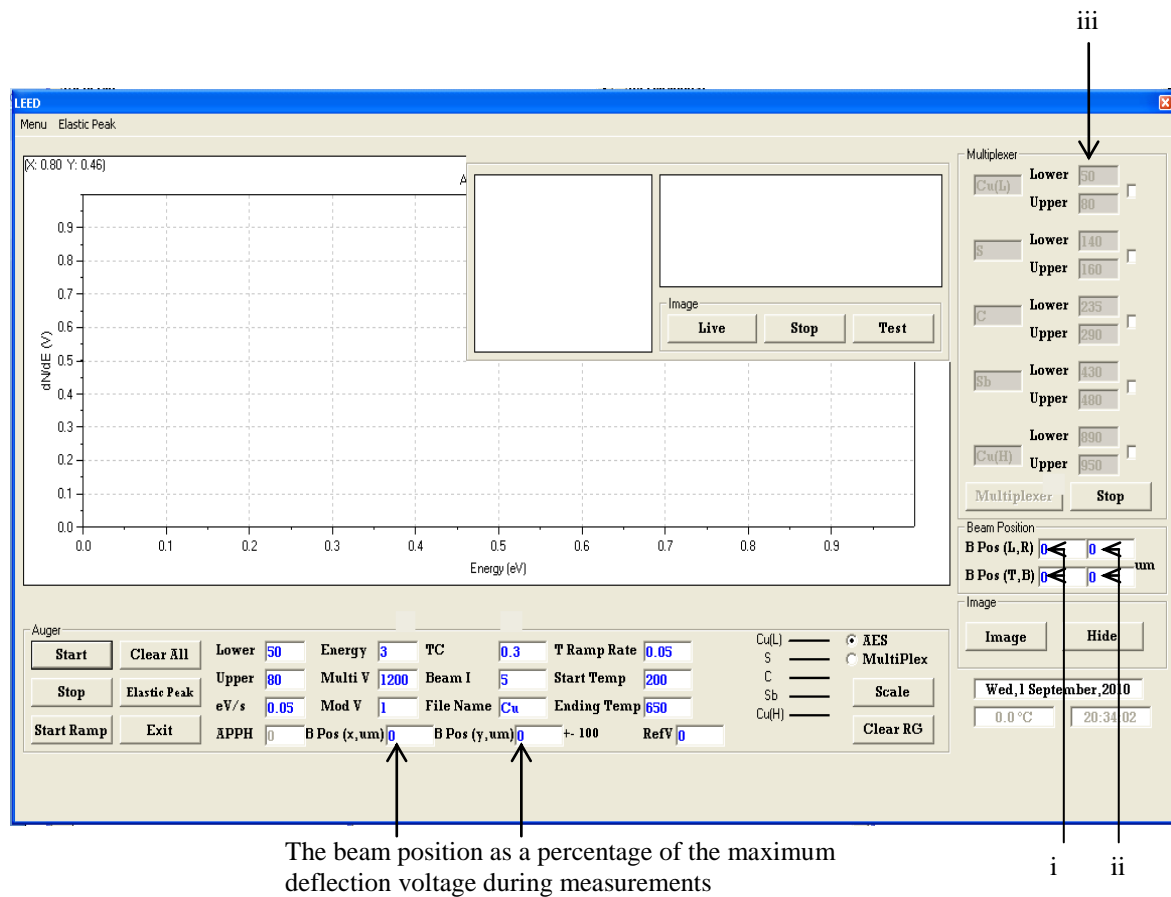 iii
LEED
Menu Elastic Peak
(X: 0.80 Y: 0.46)
A
dN/dE (V)
0.9
0.8
0.7
0.6
0.5
0.4
0.3
0.2
0.1
0.0
0.0 0.1 0.2 0.3 0.4 0.5 0.6 0.7 0.8 0.9
Energy (eV)
Image
Live Stop Test
Multiplexer
Cu(L) Lower 50
Upper 80
S Lower 140
Upper 160
C Lower 235
Upper 290
Sb Lower 430
Upper 480
Cu(H) Lower 890
Upper 950
Multiplexer Stop
Beam Position
B Pos (L,R) 0 0
um
B Pos (T,B) 0 0
Image
Image Hide
Auger
Start Clear All Lower 50 Energy 3 TC 0.3 T Ramp Rate 0.05
Stop Elastic Peak Upper 80 Multi V 1200 Beam I 5 Start Temp 200
eV/s 0.05 Mod V 1 File Name Cu Ending Temp 650
Start Ramp Exit APPH 0 B Pos (x,um) 0 B Pos (y,um) 0 +- 100 RefV 0
Cu(L)
S
C
Sb
Cu(H)
AES
MultiPlex
Scale
Clear RG
Wed,1 September,2010
0.0 °C 20:34:02
The beam position as a percentage of the maximum
deflection voltage during measurements
i ii